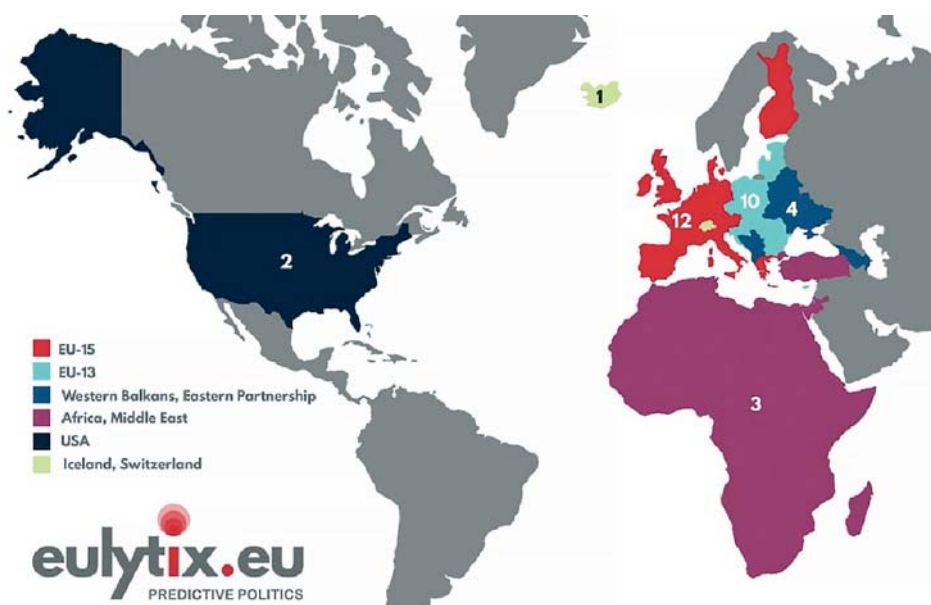 1
2
12
10
4
3
EU-15
EU-13
Western Balkans, Eastern Partnership
Africa, Middle East
USA
Iceland, Switzerland
eulytix.eu
PREDICTIVE POLITICS